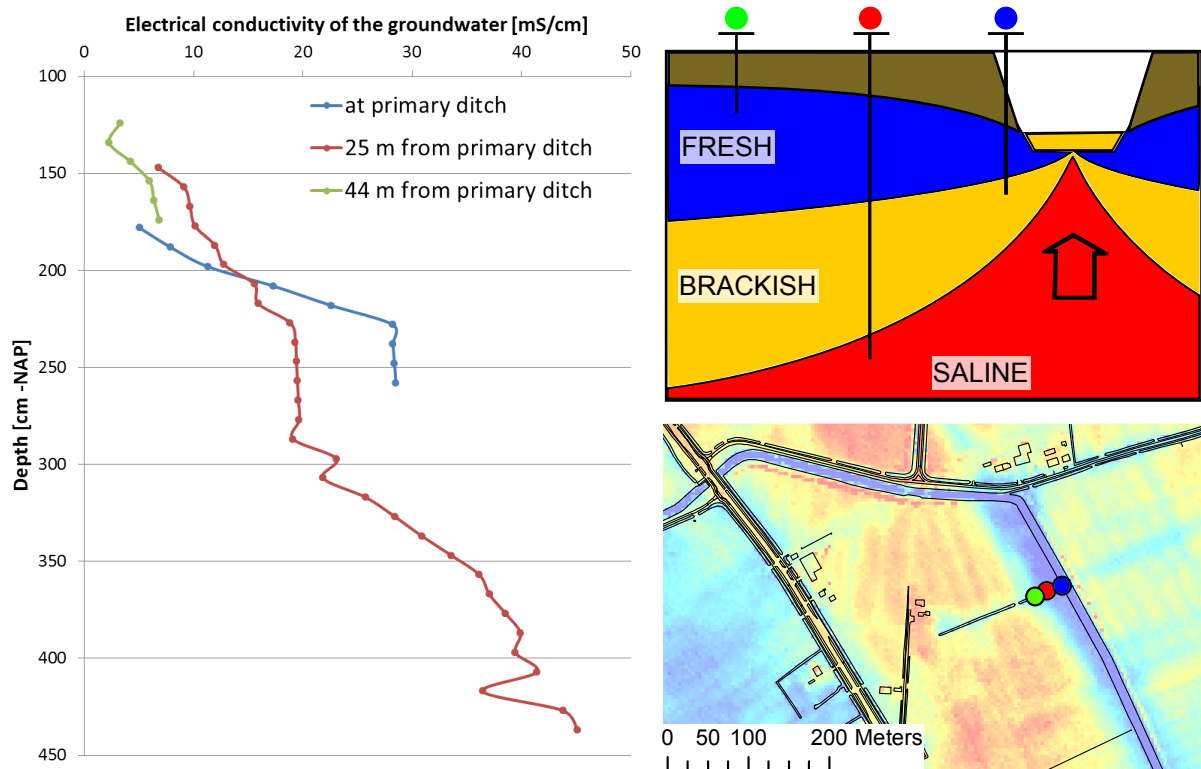 Electrical conductivity of the groundwater [mS/cm]
0 10 20 30 40 50
100
150
200
250
300
350
400
450
Depth [cm -NAP]
at primary ditch
25 m from primary ditch
44 m from primary ditch
FRESH
BRACKISH
SALINE
0 50 100 200 Meters